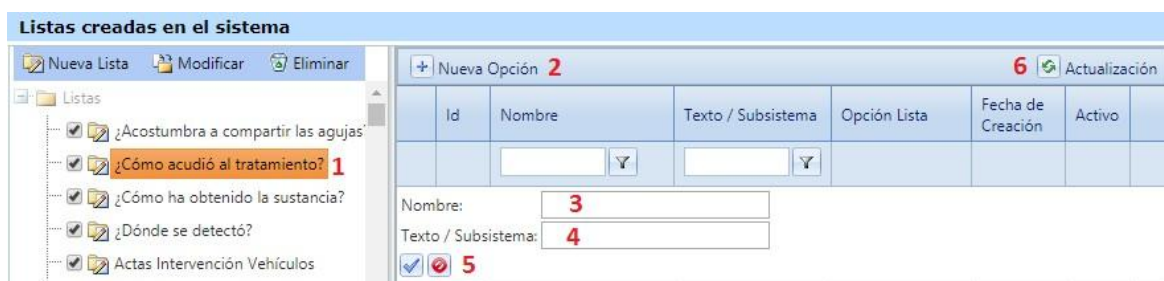 Listas creadas en el sistema
Nueva Lista Modificar Eliminar
Listas
¿Acostumbra a compartir las agujas?
¿Cómo acudió al tratamiento? 1
¿Cómo ha obtenido la sustancia?
¿Dónde se detectó?
Actas Intervención Vehículos
Nueva Opción 2 6 Actualización
Id Nombre Texto / Subsistema Opción Lista Fecha de
Creación Activo
Nombre: 3
Texto / Subsistema: 4
5